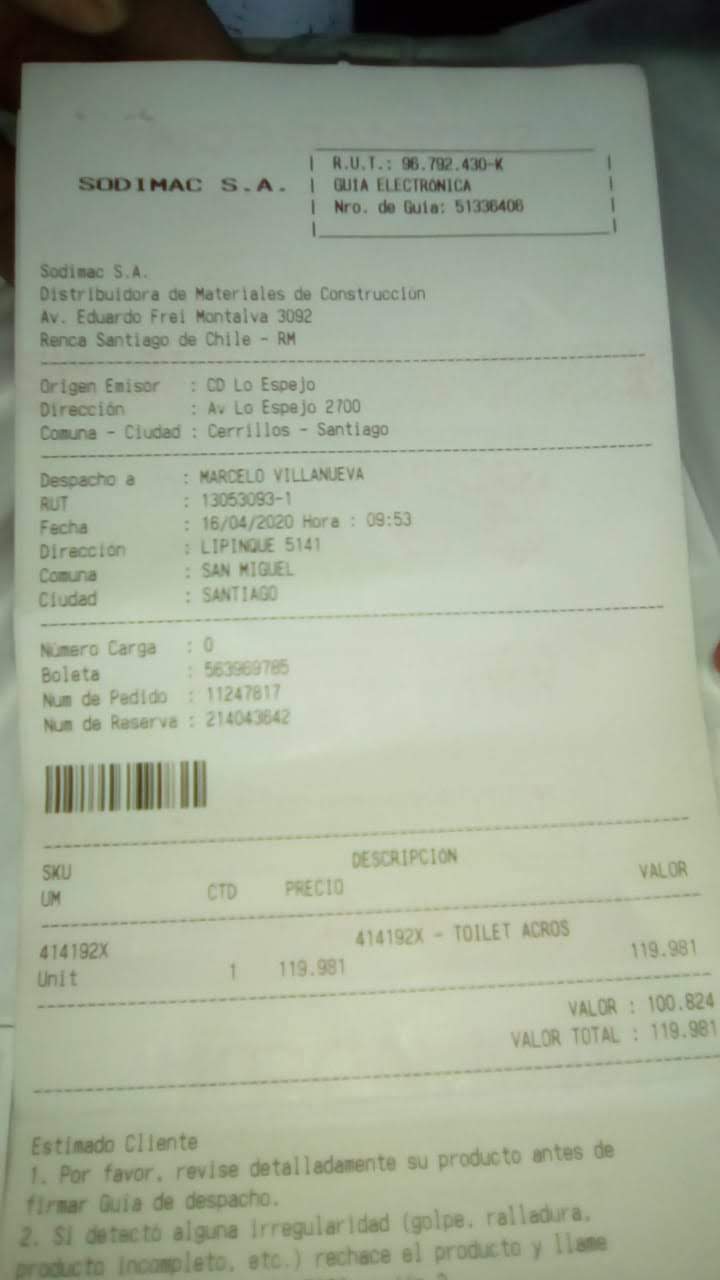 SODIMAC S.A.
R.U.T.: 96.792.430-K
GUIA ELECTRONICA
Nro. de Guia: 51336406
Sodimac S.A.
Distribuidora de Materiales de Construcción
Av. Eduardo Frei Montalva 3092
Renca Santiago de Chile - RM
Origen Emisor : CD Lo Espejo
Dirección : Av Lo Espejo 2700
Comuna - Ciudad : Cerrillos - Santiago
Despacho a : MARCELO VILLANUEVA
RUT : 13053093-1
Fecha : 16/04/2020 Hora : 09:53
Dirección : LIPINQUE 5141
Comuna : SAN MIGUEL
Ciudad : SANTIAGO
Número Carga : 0
Boleta : 563969785
Num de Pedido : 11247817
Num de Reserva : 214043642
SKU DESCRIPCION
UM CTD PRECIO VALOR
414192X 414192X - TOILET ACROS
Unit 1 119.981 119.981
VALOR : 100.824
VALOR TOTAL : 119.981
Estimado Cliente
1. Por favor, revise detalladamente su producto antes de
firmar Guia de despacho.
2. Si detectó alguna irregularidad (golpe, ralladura,
producto incompleto, etc.) rechace el producto y llame